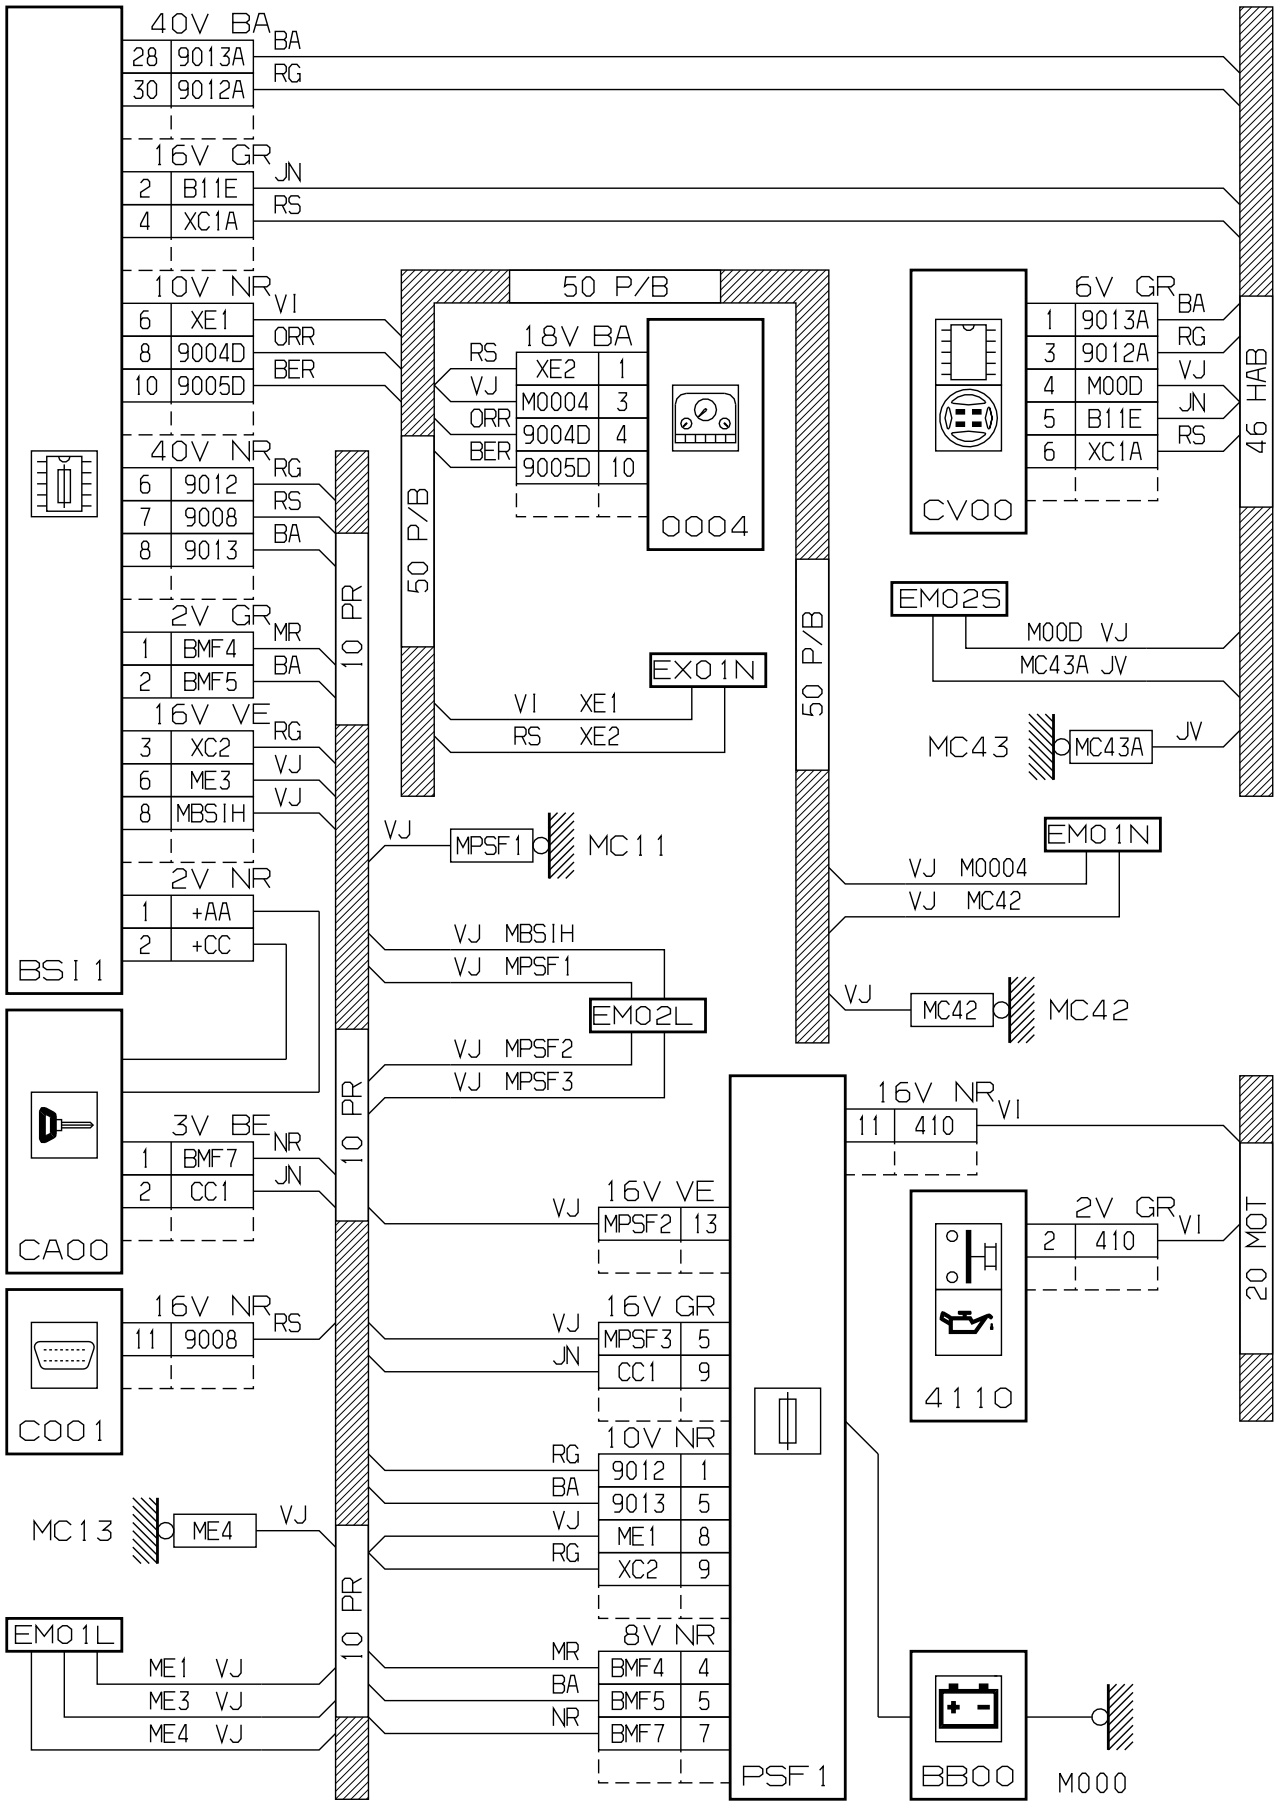 40V BA
28 9013A BA
30 9012A RG
16V GR
2 B11E JN
4 XC1A RS
10V NR
6 XE1 VI
8 9004D ORR
10 9005D BER
40V NR
6 9012 RG
7 9008 RS
8 9013 BA
2V GR
1 BMF4 MR
2 BMF5 BA
16V VE
3 XC2 RG
6 ME3 VJ
8 MBSIH VJ
2V NR
1 +AA
2 +CC
BSI1
3V BE
1 BMF7 NR
2 CC1 JN
CA00
16V NR
11 9008 RS
C001
MC13 ME4 VJ
EM01L
ME1 VJ
ME3 VJ
ME4 VJ
10 PR
10 PR
10 PR
50 P/B
50 P/B
50 P/B
18V BA
RS XE2 1
VJ M0004 3
ORR 9004D 4
BER 9005D 10
0004
EX01N
VI XE1
RS XE2
VJ MPSF1 MC11
VJ MBSIH
VJ MPSF1
EM02L
VJ MPSF2
VJ MPSF3
16V VE
VJ MPSF2 13
16V GR
VJ MPSF3 5
JN CC1 9
10V NR
RG 9012 1
BA 9013 5
VJ ME1 8
RG XC2 9
8V NR
MR BMF4 4
BA BMF5 5
NR BMF7 7
PSF1
16V NR
11 410 VI
6V GR
1 9013A BA
3 9012A RG
4 M00D VJ
5 B11E JN
6 XC1A RS
CV00
46 HAB
EM02S
M00D VJ
MC43A JV
MC43 MC43A JV
EM01N
VJ M0004
VJ MC42
VJ MC42 MC42
2V GR
2 410 VI
4110
20 MOT
BB00
M000